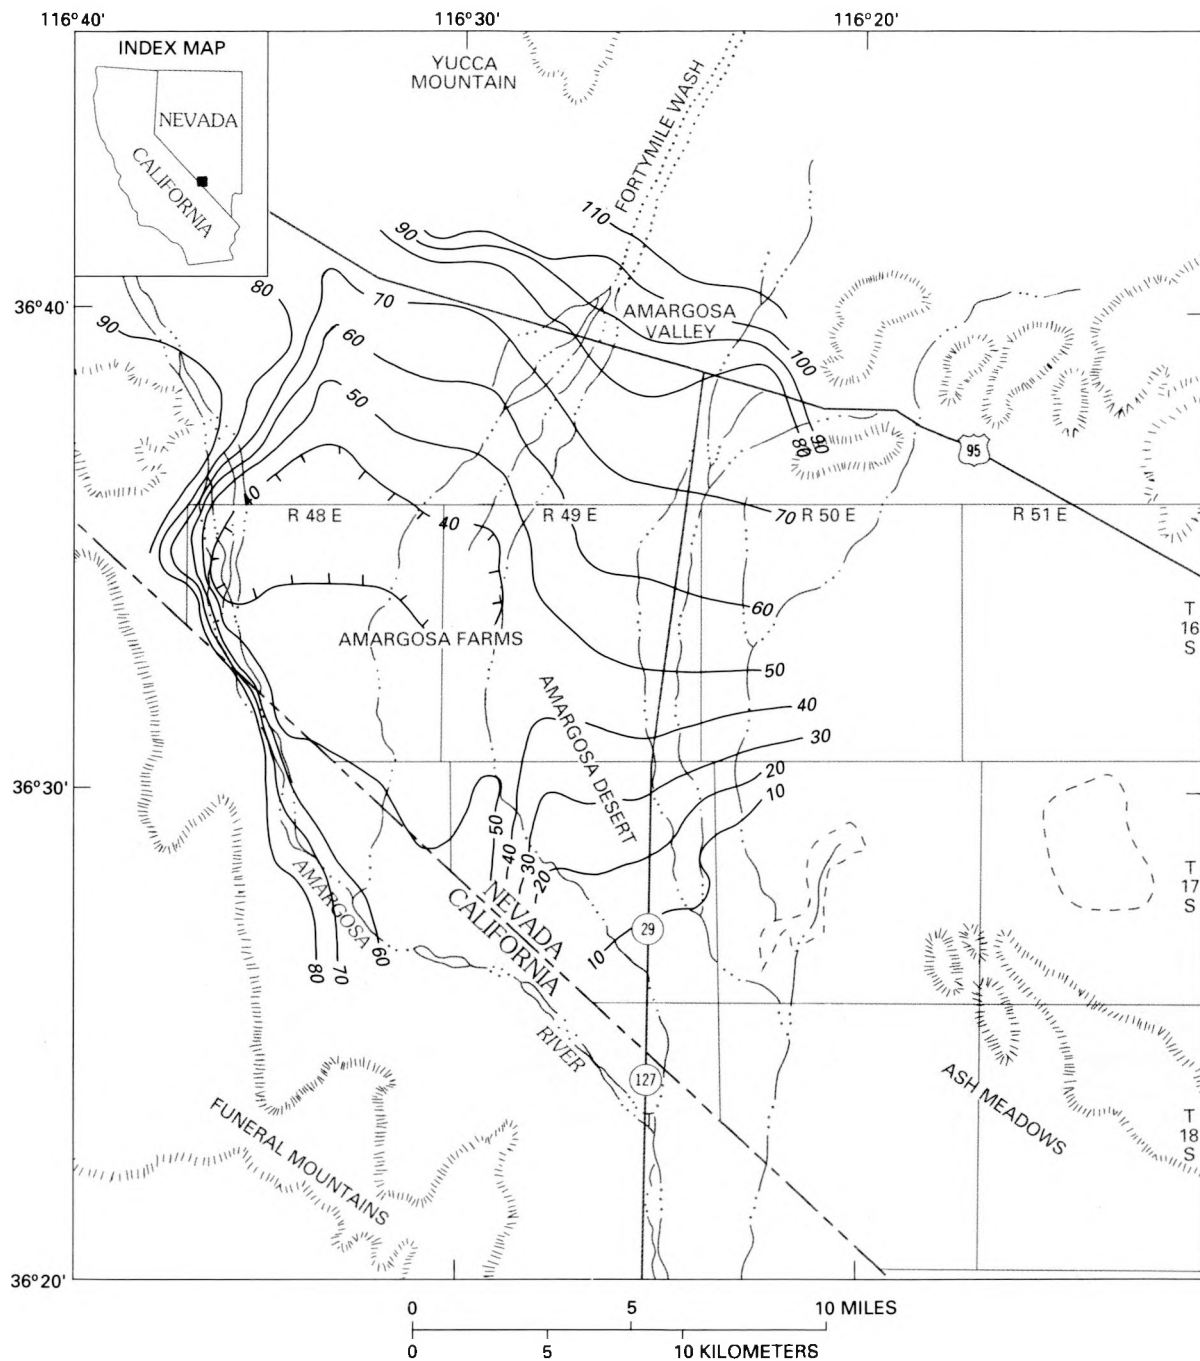 116°40'
116°30'
116°20'
INDEX MAP
NEVADA
CALIFORNIA
YUCCA
MOUNTAIN
FORTYMILE WASH
110
90
80
70
36°40'
AMARGOSA
VALLEY
90
60
100
50
80
90
95
40
R 48 E
40
R 49 E
70
R 50 E
R 51 E
60
T
16
S
AMARGOSA FARMS
50
AMARGOSA DESERT
40
30
20
10
36°30'
50
40
30
20
T
17
S
AMARGOSA
NEVADA
CALIFORNIA
29
10
60
70
80
RIVER
127
ASH MEADOWS
FUNERAL MOUNTAINS
T
18
S
36°20'
0 5 10 MILES
0 5 10 KILOMETERS